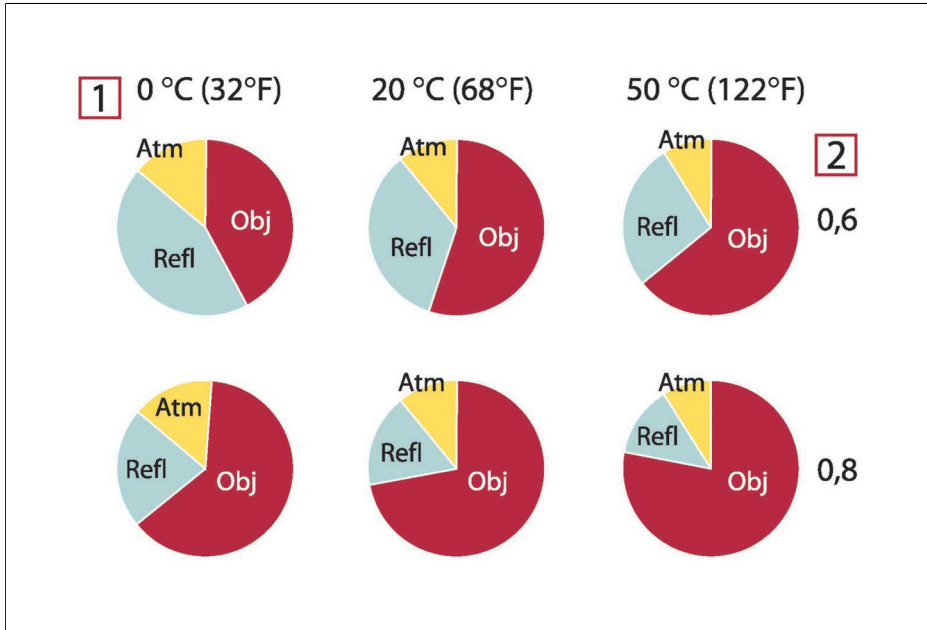 1 0 °C (32°F) 20 °C (68°F) 50 °C (122°F)
2
Atm Atm Atm
Obj Obj Obj 0,6
Refl Refl Refl
Atm Atm Atm
Refl Refl Refl
Obj Obj Obj 0,8